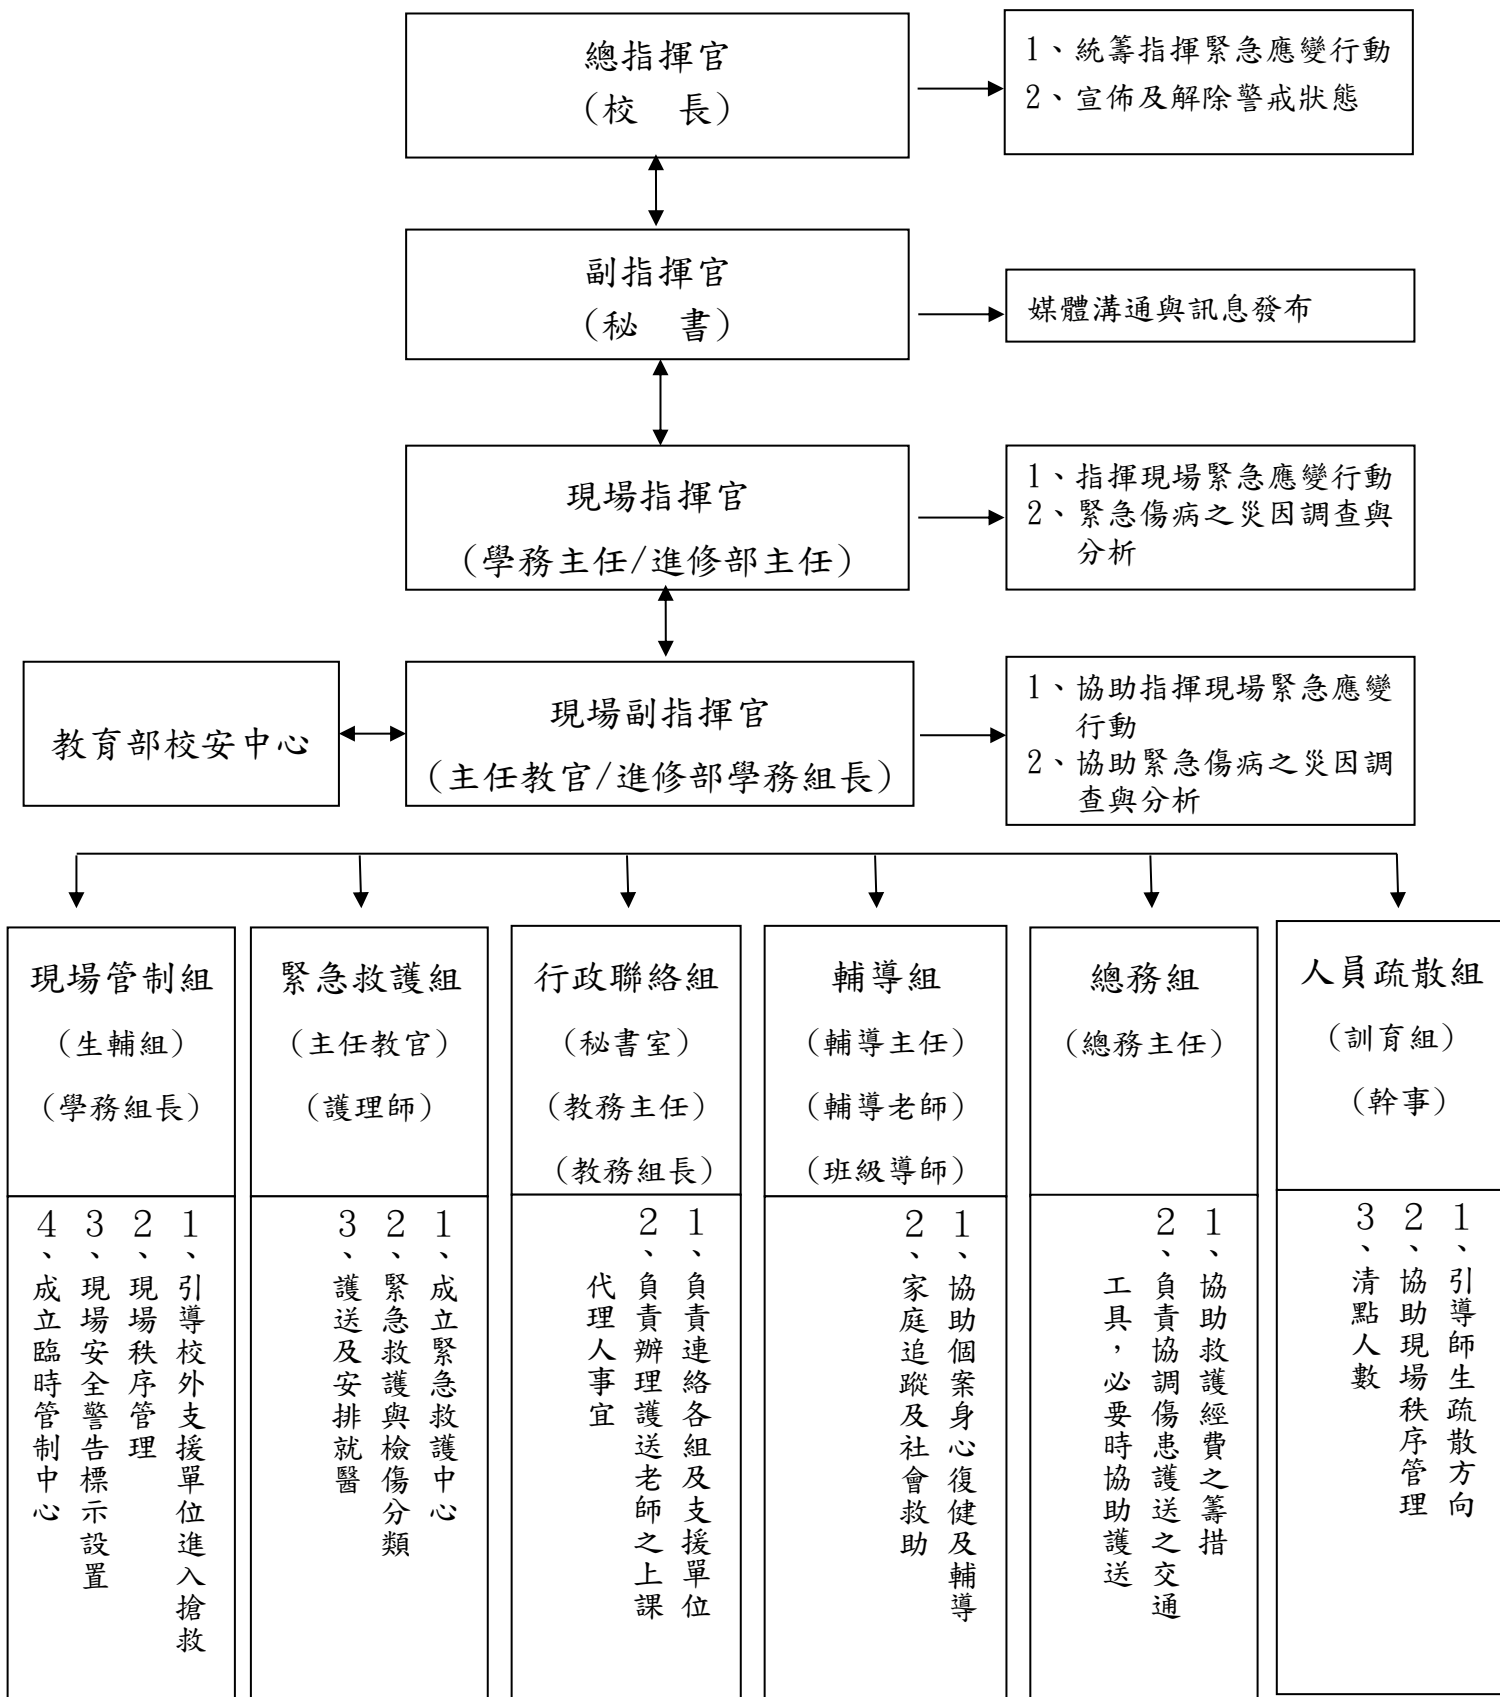 總指揮官
（校　長）
1、統籌指揮緊急應變行動
2、宣佈及解除警戒狀態
副指揮官
（秘　書）
媒體溝通與訊息發布
現場指揮官
（學務主任/進修部主任）
1、指揮現場緊急應變行動
2、緊急傷病之災因調查與
分析
教育部校安中心
現場副指揮官
（主任教官/進修部學務組長）
1、協助指揮現場緊急應變
行動
2、協助緊急傷病之災因調
查與分析
現場管制組
（生輔組）
（學務組長）
1、引導校外支援單位進入搶救
2、現場秩序管理
3、現場安全警告標示設置
4、成立臨時管制中心
緊急救護組
（主任教官）
（護理師）
1、成立緊急救護中心
2、緊急救護與檢傷分類
3、護送及安排就醫
行政聯絡組
（秘書室）
（教務主任）
（教務組長）
1、負責連絡各組及支援單位
2、負責辦理護送老師之上課
代理人事宜
輔導組
（輔導主任）
（輔導老師）
（班級導師）
1、協助個案身心復健及輔導
2、家庭追蹤及社會救助
總務組
（總務主任）
1、協助救護經費之籌措
2、負責協調傷患護送之交通
工具，必要時協助護送
人員疏散組
（訓育組）
（幹事）
1、引導師生疏散方向
2、協助現場秩序管理
3、清點人數